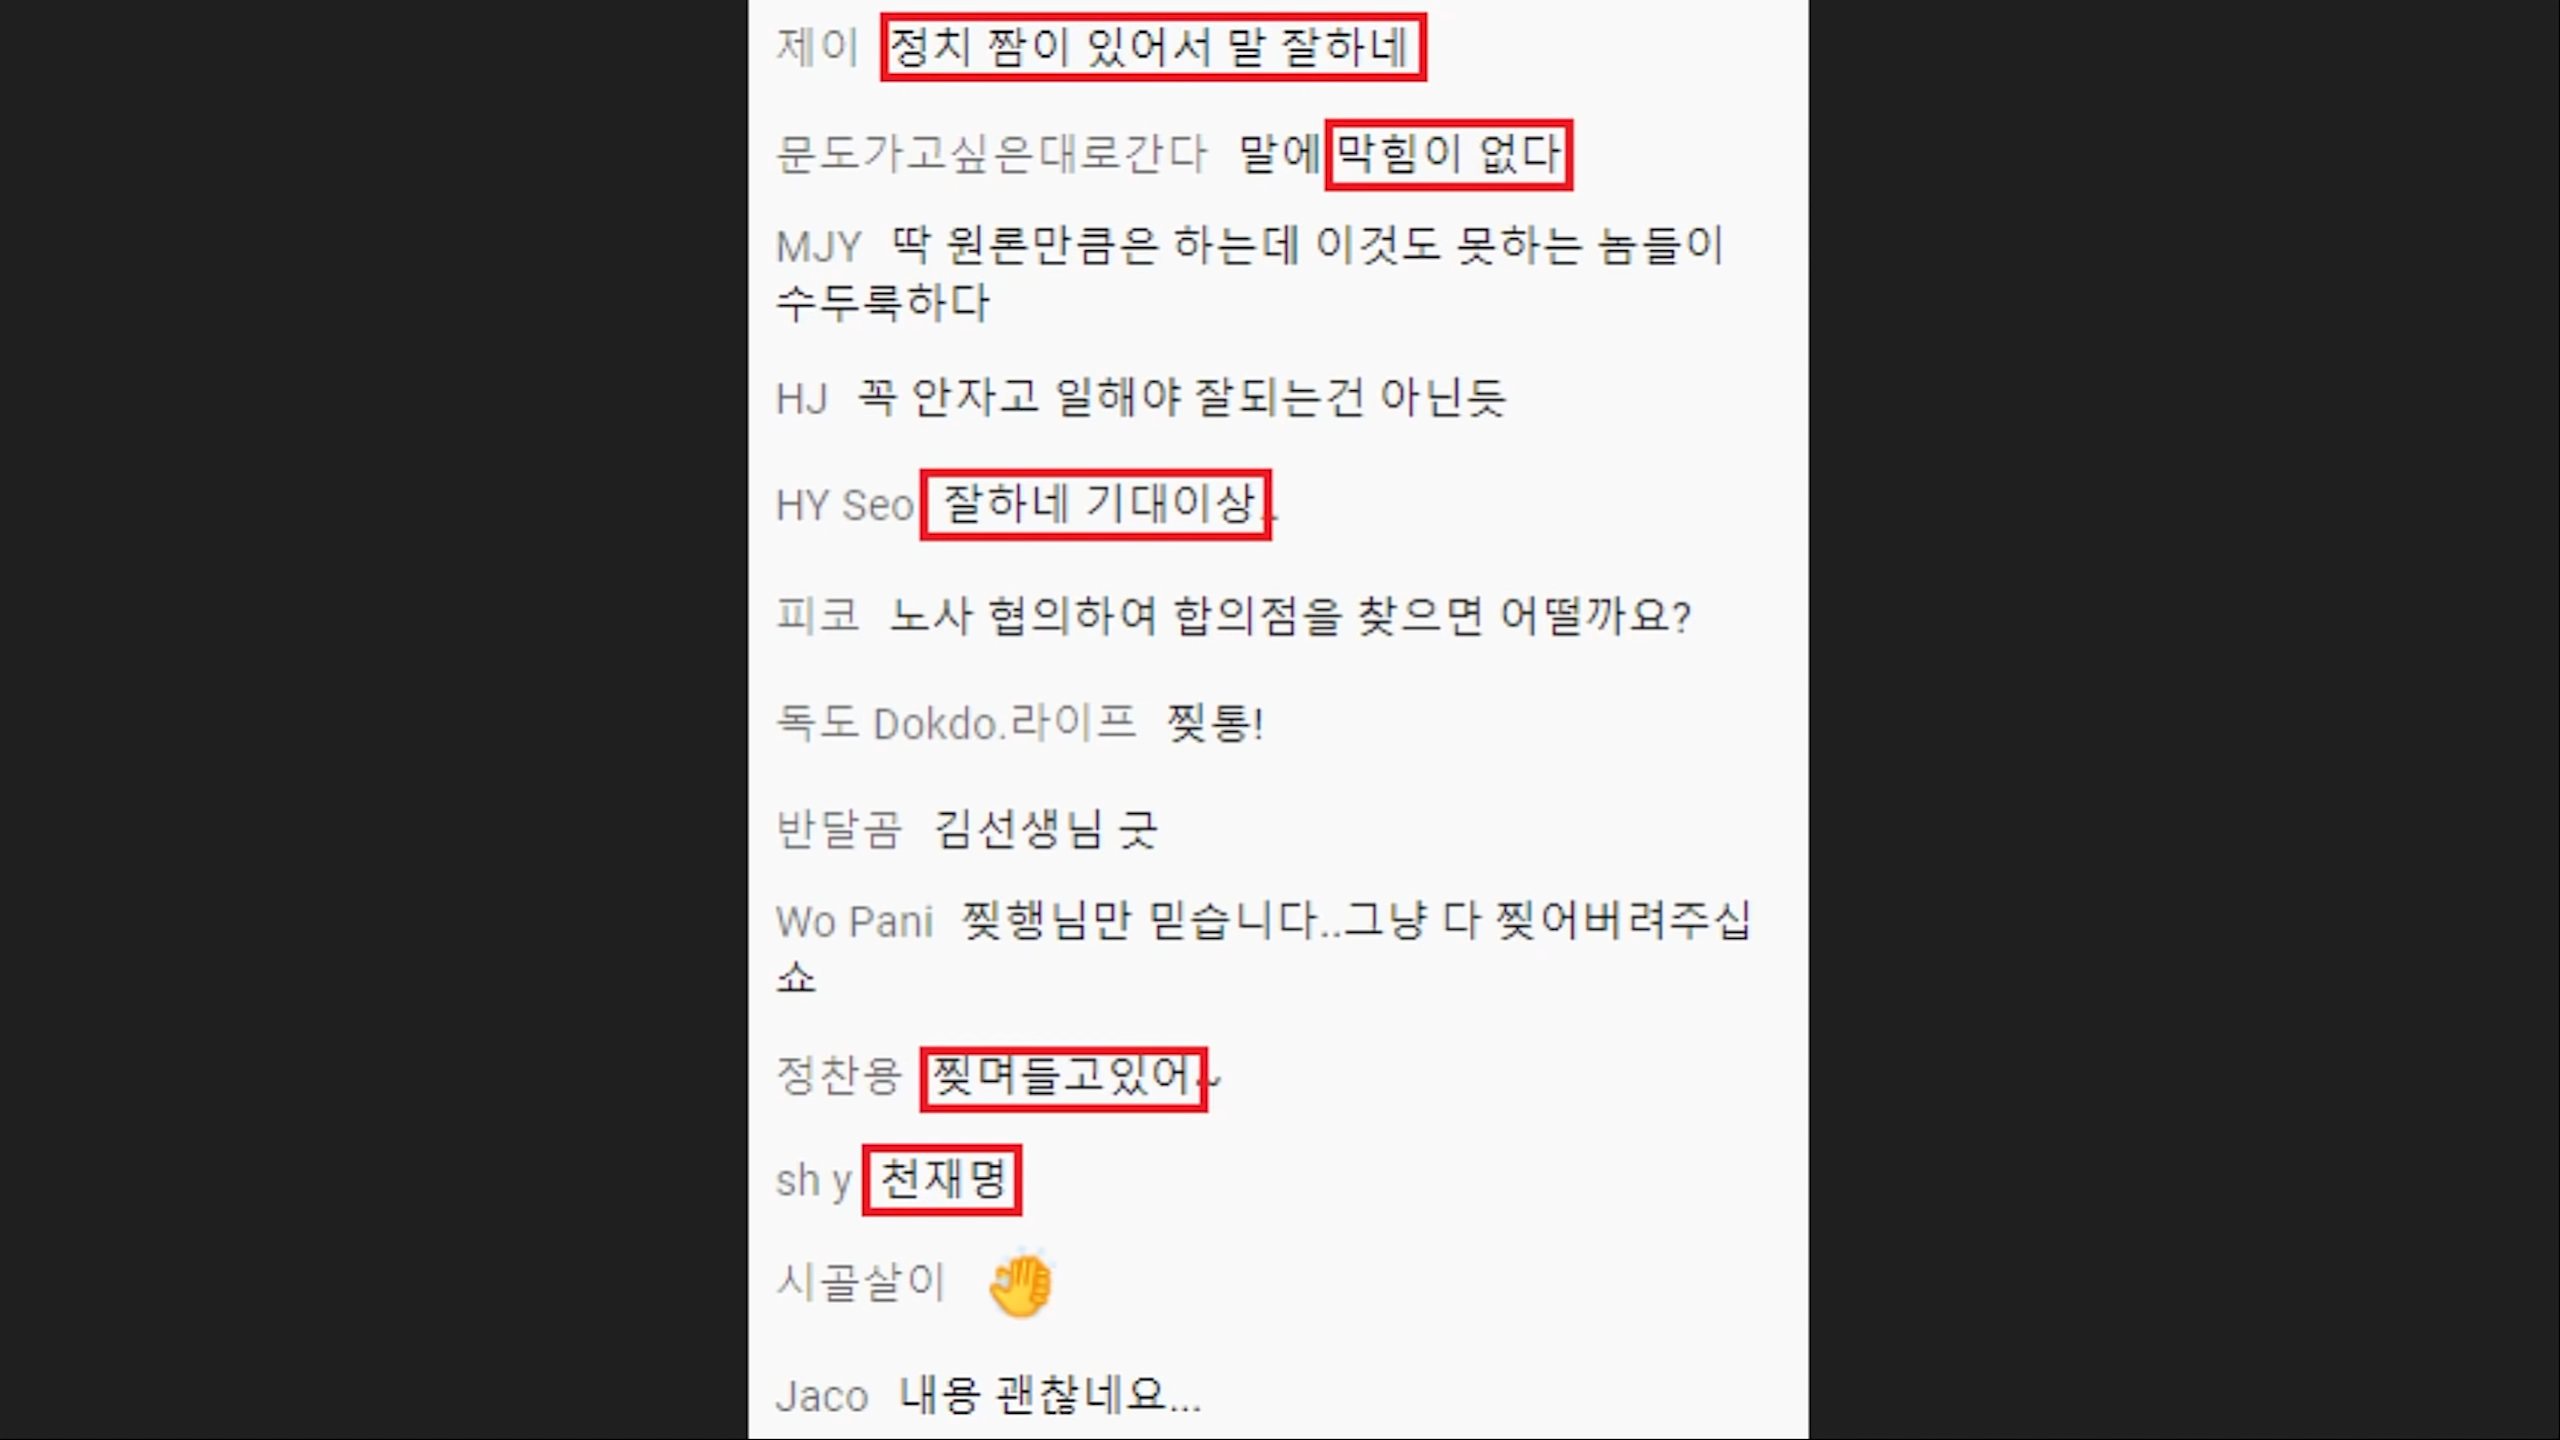 제이 정치 짬이 있어서 말 잘하네
문도가고싶은대로간다 말에 막힘이 없다
MJY 딱 원론만큼은 하는데 이것도 못하는 놈들이
수두룩하다
HJ 꼭 안자고 일해야 잘되는건 아닌듯
HY Seo 잘하네 기대이상.
피코 노사 협의하여 합의점을 찾으면 어떨까요?
독도 Dokdo.라이프 찢통!
반달곰 김선생님 굿
Wo Pani 찢행님만 믿습니다..그냥 다 찢어버려주십
쇼
정찬용 찢며들고있어~
sh y 천재명
시골살이 👏
Jaco 내용 괜찮네요...